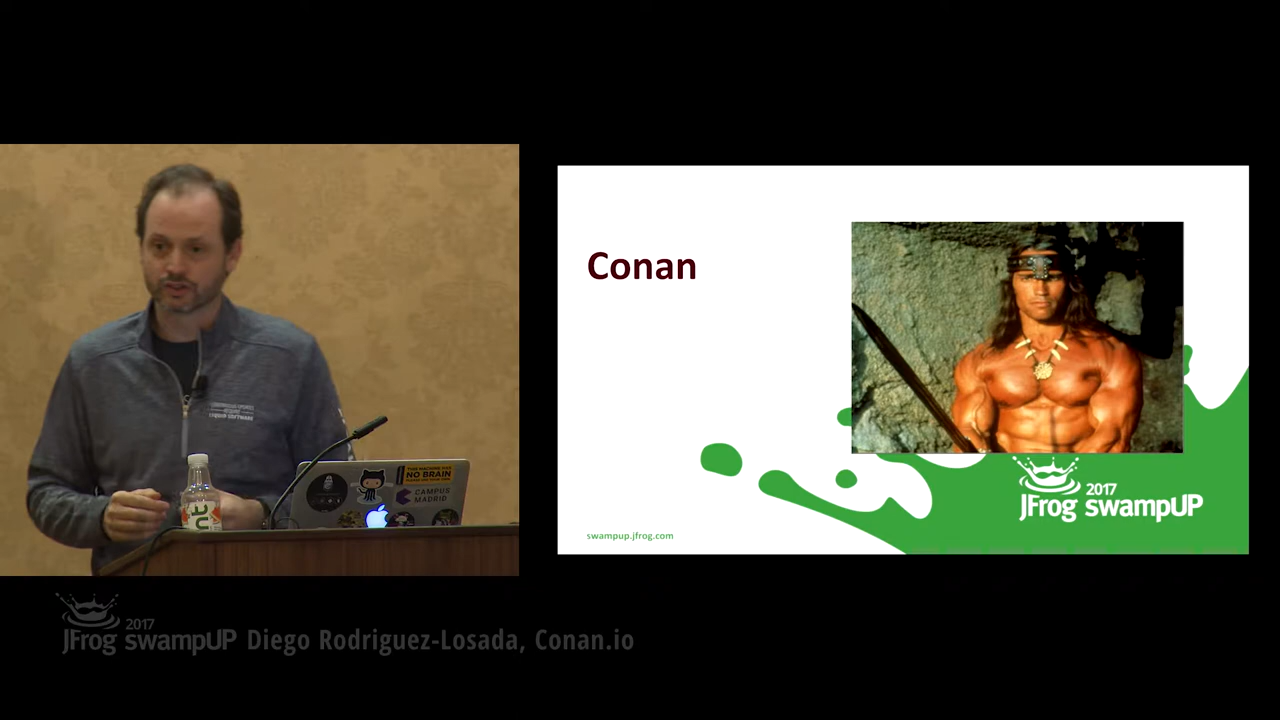 Conan
swampup.jfrog.com
2017
JFrog swampUP
NO BRAIN
CAMPUS
MADRID
nt
2017
JFrog swampUP Diego Rodriguez-Losada, Conan.io